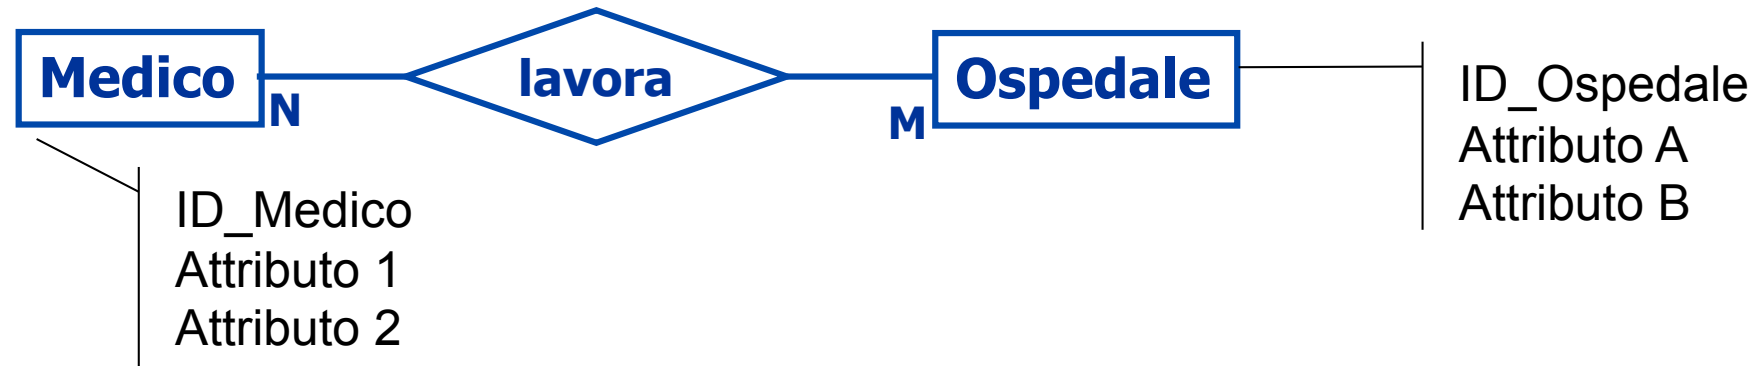 Medico
N
lavora
M
Ospedale
ID_Medico
Attributo 1
Attributo 2
ID_Ospedale
Attributo A
Attributo B